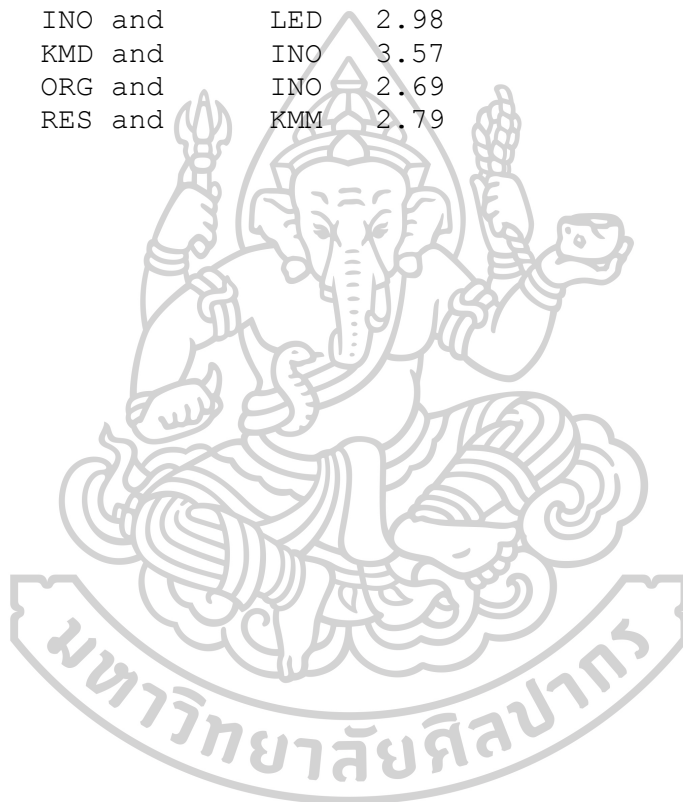 INO and LED 2.98
KMD and INO 3.57
ORG and INO 2.69
RES and KMM 2.79
มหาวิทยาลัยศิลปากร